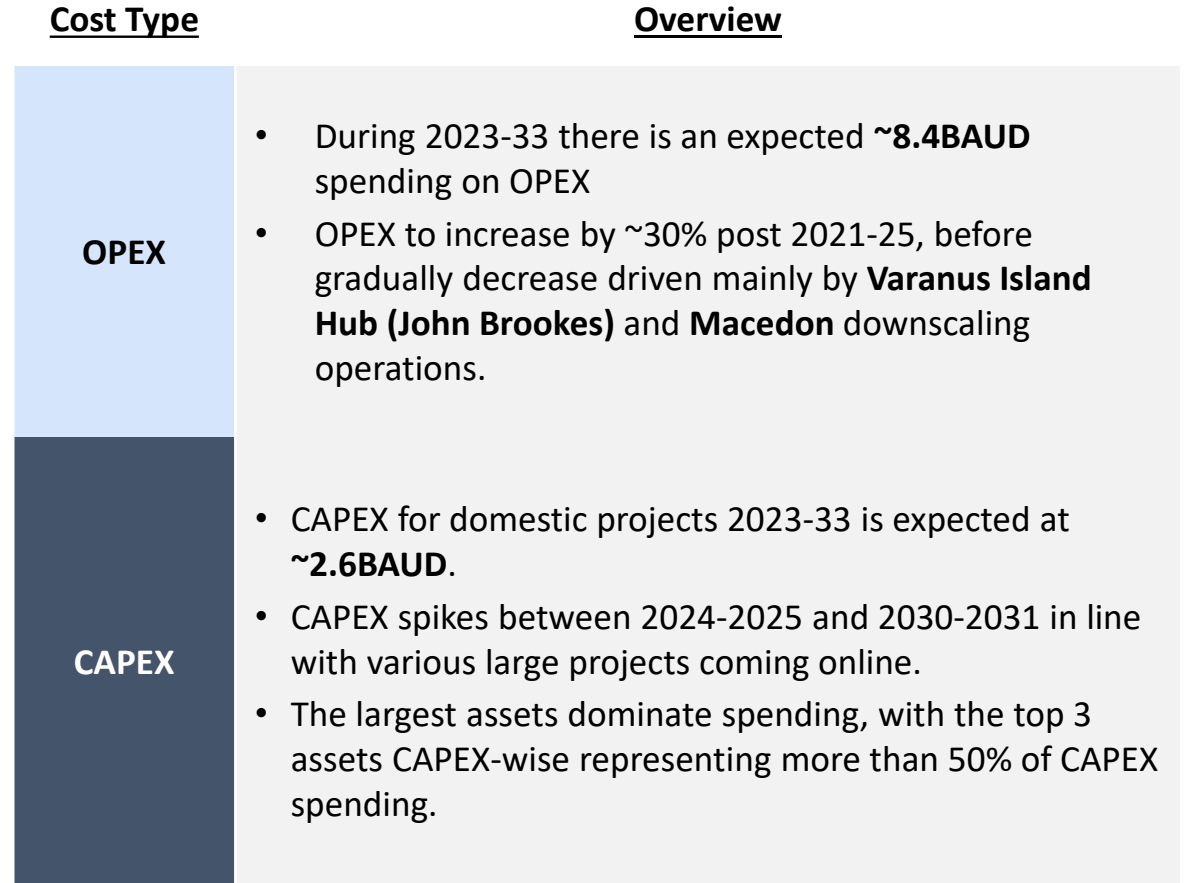 Cost Type
Overview
OPEX
• During 2023-33 there is an expected ~8.4BAUD
spending on OPEX
• OPEX to increase by ~30% post 2021-25, before
gradually decrease driven mainly by Varanus Island
Hub (John Brookes) and Macedon downscaling
operations.
CAPEX
• CAPEX for domestic projects 2023-33 is expected at
~2.6BAUD.
• CAPEX spikes between 2024-2025 and 2030-2031 in line
with various large projects coming online.
• The largest assets dominate spending, with the top 3
assets CAPEX-wise representing more than 50% of CAPEX
spending.